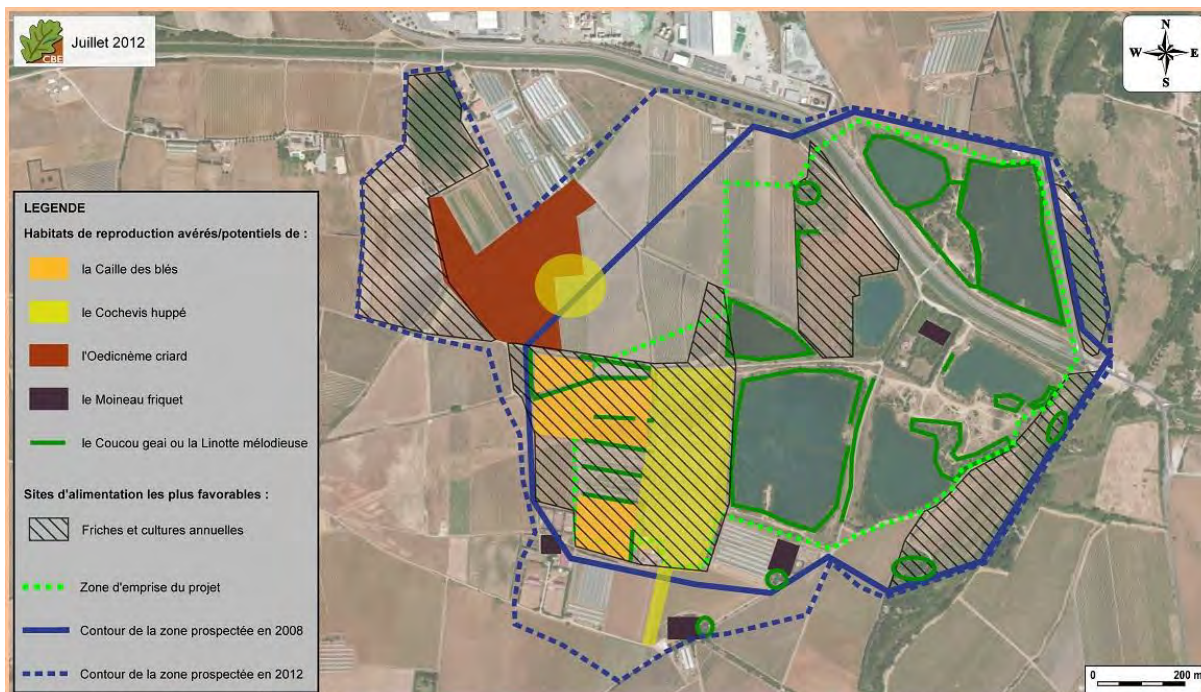 CBE
Juillet 2012
N
W E
S
LEGENDE
Habitats de reproduction avérés/potentiels de :
la Caille des blés
le Cochevis huppé
l'Oedicnème criard
le Moineau friquet
le Coucou geai ou la Linotte mélodieuse
Sites d'alimentation les plus favorables :
Friches et cultures annuelles
Zone d'emprise du projet
Contour de la zone prospectée en 2008
Contour de la zone prospectée en 2012
0 200 m